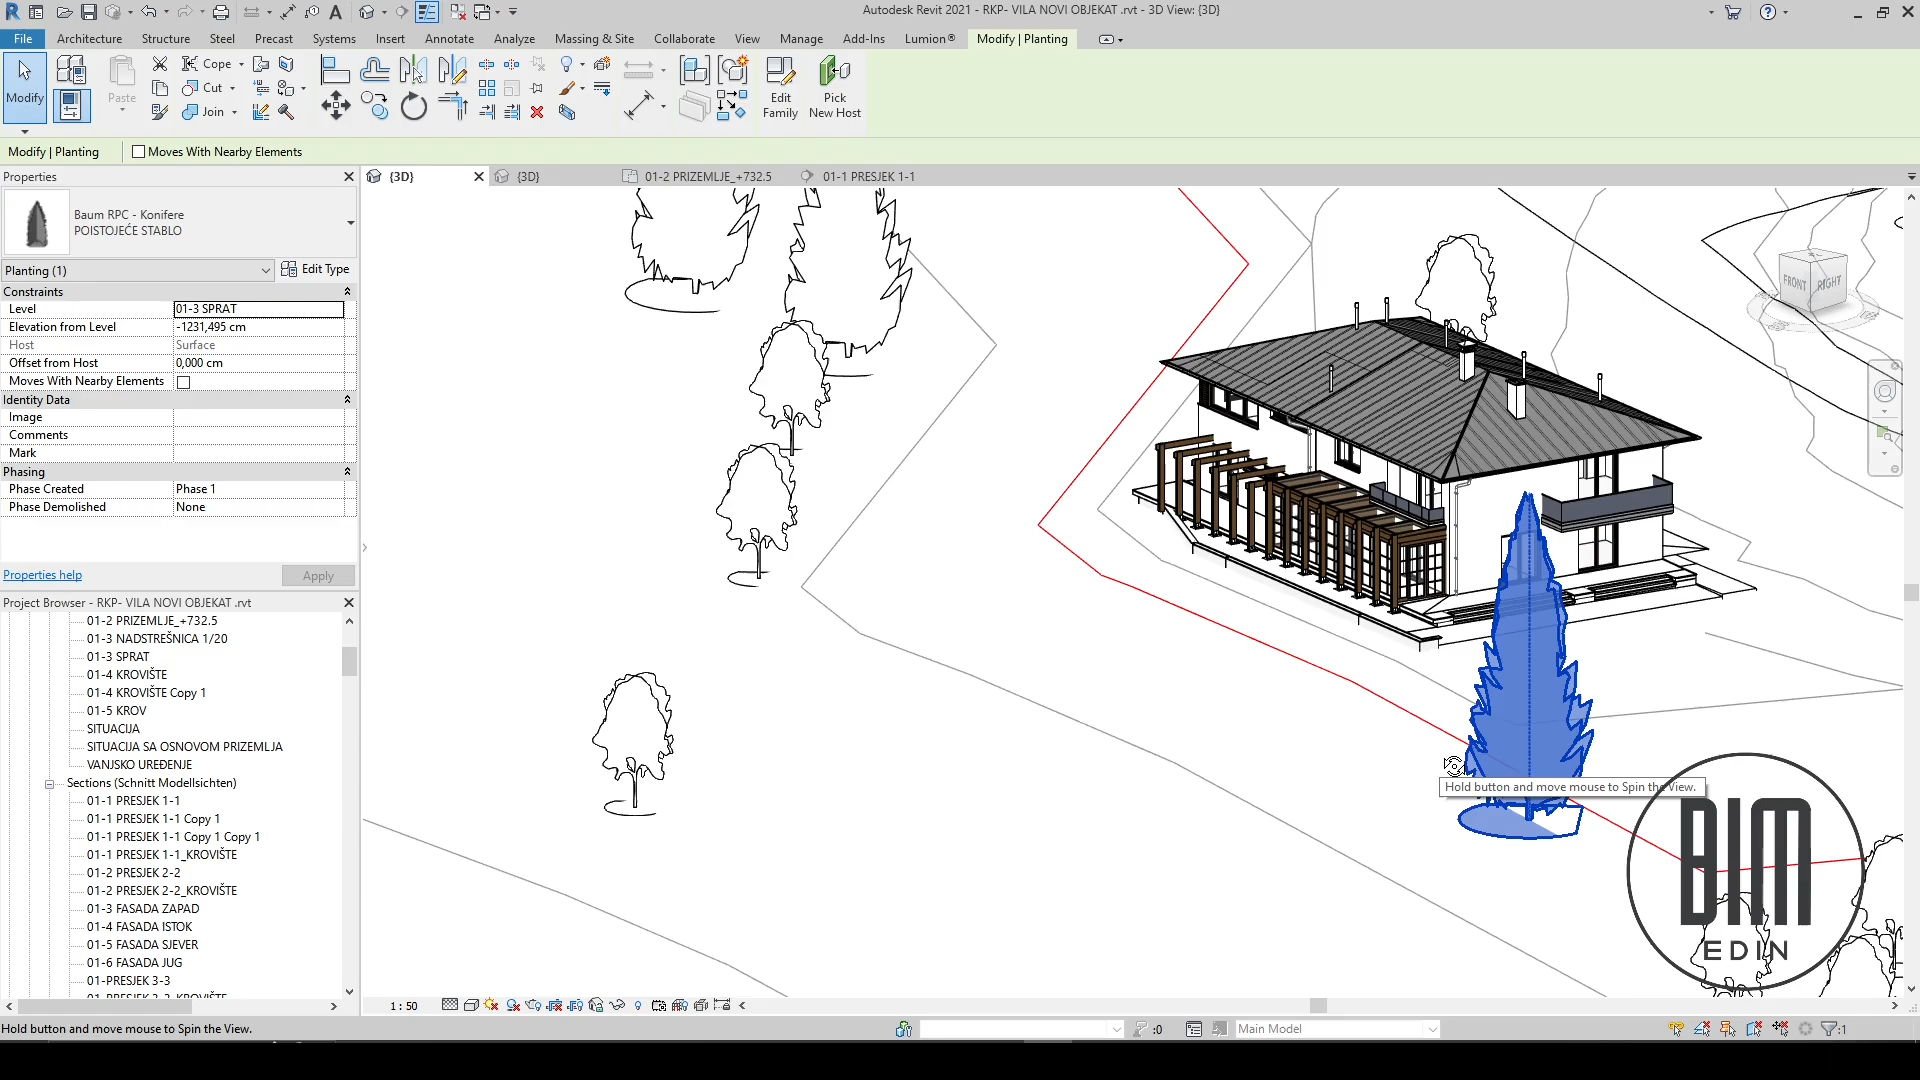 Autodesk Revit 2021 - RKP- VILA NOVI OBJEKAT .rvt - 3D View: {3D}
File Architecture Structure Steel Precast Systems Insert Annotate Analyze Massing & Site Collaborate View Manage Add-Ins Lumion® Modify | Planting
Modify
Paste
Cope
Cut
Join
Edit Family
Pick New Host
Modify | Planting Moves With Nearby Elements
Properties
{3D} {3D} 01-2 PRIZEMLJE_+732.5 01-1 PRESJEK 1-1
Baum RPC - Konifere
POISTOJEĆE STABLO
Planting (1) Edit Type
Constraints
Level 01-3 SPRAT
Elevation from Level -1231,495 cm
Host Surface
Offset from Host 0,000 cm
Moves With Nearby Elements
Identity Data
Image
Comments
Mark
Phasing
Phase Created Phase 1
Phase Demolished None
Properties help Apply
Project Browser - RKP- VILA NOVI OBJEKAT .rvt
01-2 PRIZEMLJE_+732.5
01-3 NADSTREŠNICA 1/20
01-3 SPRAT
01-4 KROVIŠTE
01-4 KROVIŠTE Copy 1
01-5 KROV
SITUACIJA
SITUACIJA SA OSNOVOM PRIZEMLJA
VANJSKO UREĐENJE
Sections (Schnitt Modellsichten)
01-1 PRESJEK 1-1
01-1 PRESJEK 1-1 Copy 1
01-1 PRESJEK 1-1 Copy 1 Copy 1
01-1 PRESJEK 1-1_KROVIŠTE
01-2 PRESJEK 2-2
01-2 PRESJEK 2-2_KROVIŠTE
01-3 FASADA ZAPAD
01-4 FASADA ISTOK
01-5 FASADA SJEVER
01-6 FASADA JUG
01-PRESJEK 3-3
FRONT RIGHT
Hold button and move mouse to Spin the View.
BIM
EDIN
1 : 50
Hold button and move mouse to Spin the View.
:0 Main Model :1